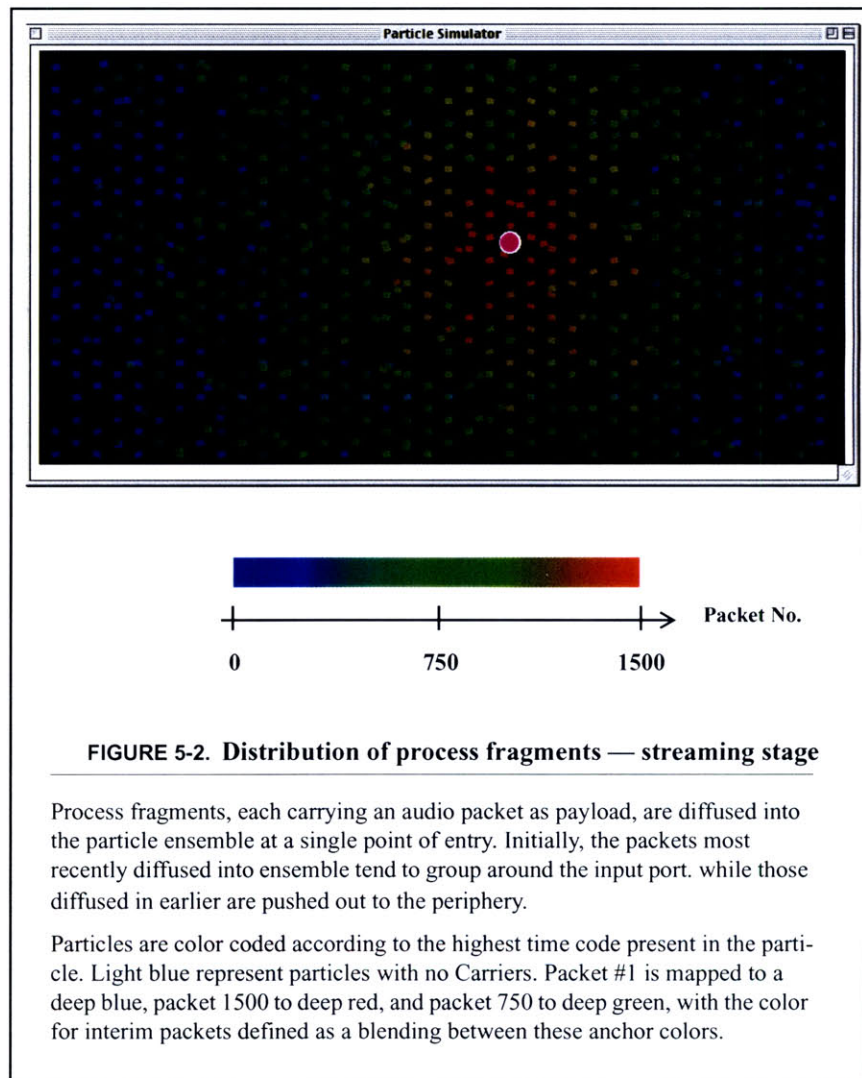 Particle Simulator
Packet No.
0 750 1500
FIGURE 5-2. Distribution of process fragments — streaming stage
Process fragments, each carrying an audio packet as payload, are diffused into
the particle ensemble at a single point of entry. Initially, the packets most
recently diffused into ensemble tend to group around the input port. while those
diffused in earlier are pushed out to the periphery.
Particles are color coded according to the highest time code present in the parti-
cle. Light blue represent particles with no Carriers. Packet #1 is mapped to a
deep blue, packet 1500 to deep red, and packet 750 to deep green, with the color
for interim packets defined as a blending between these anchor colors.